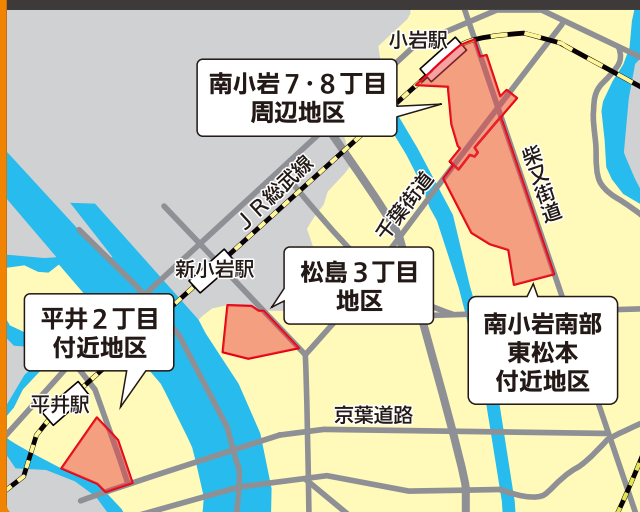 小岩駅
南小岩7・8丁目
周辺地区
柴又街道
JR総武線
千葉街道
新小岩駅
松島3丁目
地区
平井2丁目
付近地区
南小岩南部
東松本
付近地区
平井駅
京葉道路